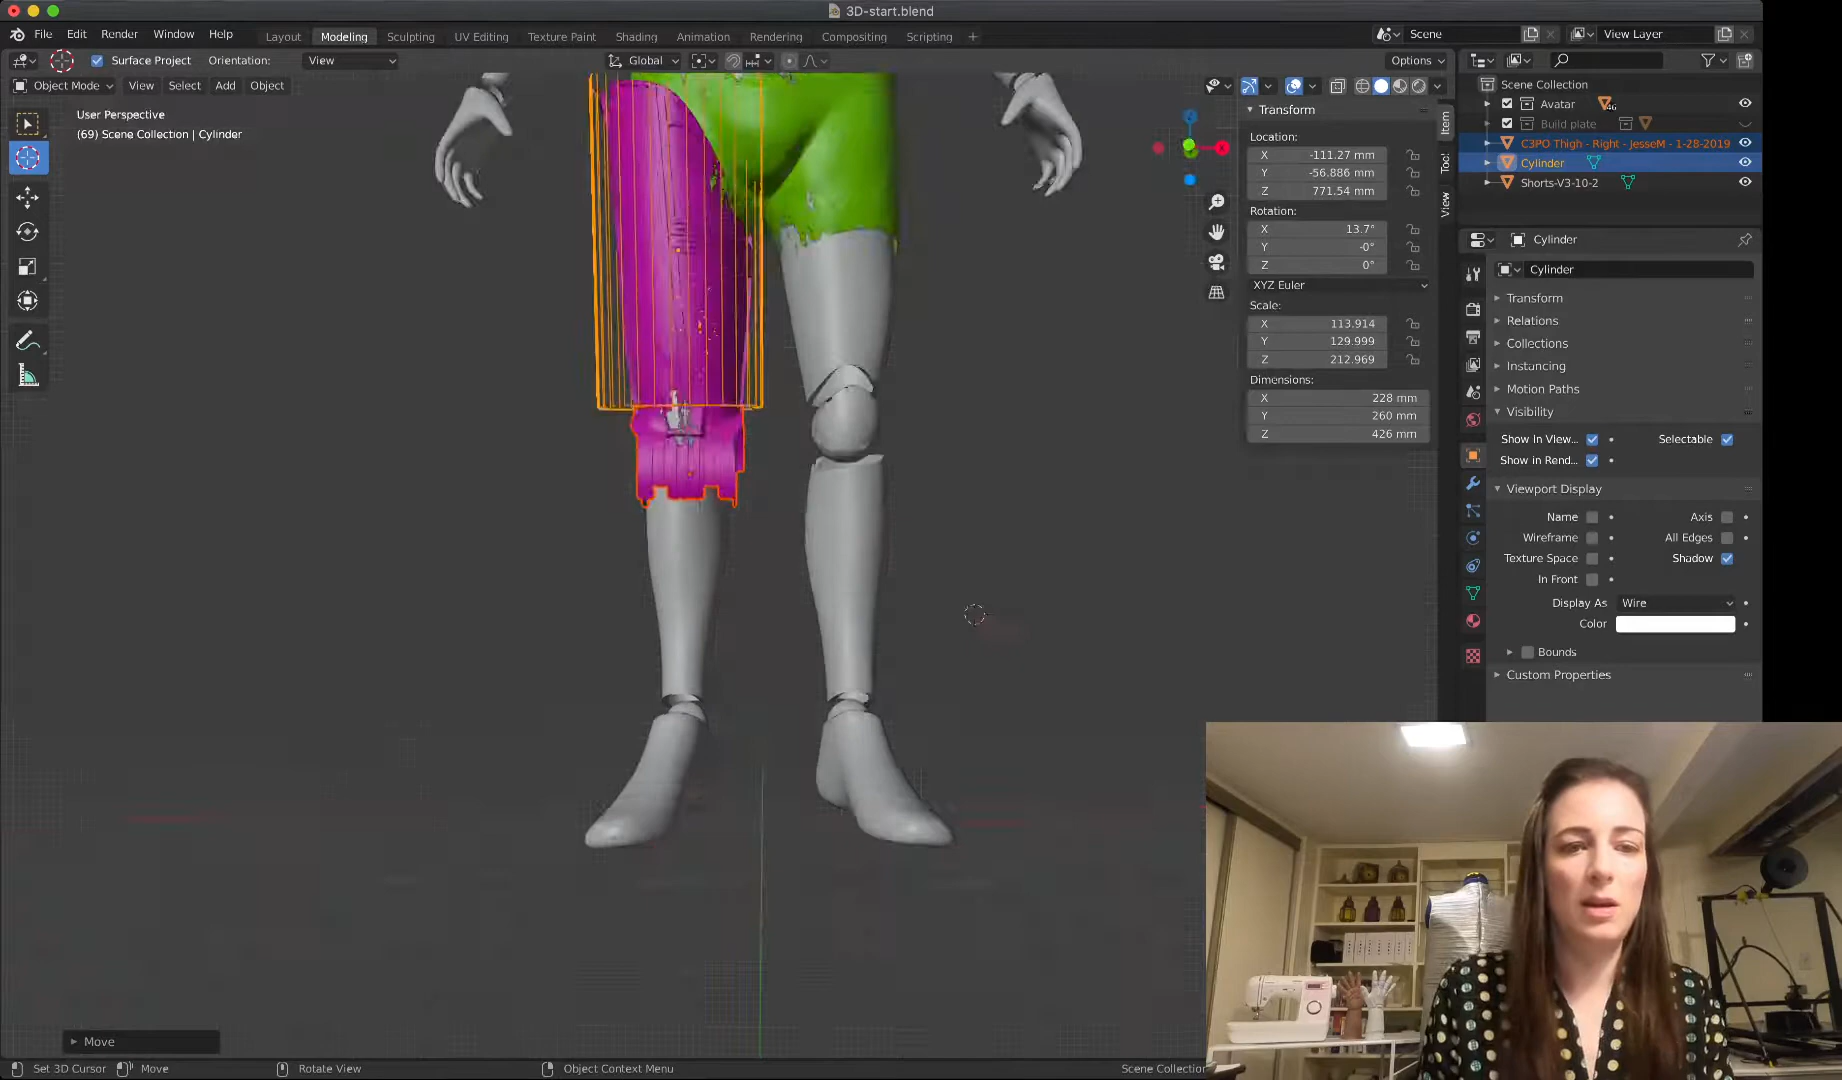 3D-start.blend
File Edit Render Window Help Layout Modeling Sculpting UV Editing Texture Paint Shading Animation Rendering Compositing Scripting + Scene View Layer
Surface Project Orientation: View Global Options
Object Mode View Select Add Object
User Perspective
(69) Scene Collection | Cylinder
Transform
Location:
X -111.27 mm
Y -56.886 mm
Z 771.54 mm
Rotation:
X 13.7°
Y -0°
Z 0°
XYZ Euler
Scale:
X 113.914
Y 129.999
Z 212.969
Dimensions:
X 228 mm
Y 260 mm
Z 426 mm
Item
Tool
View
Scene Collection
Avatar 46
Build plate
C3PO Thigh - Right - JesseM - 1-28-2019
Cylinder
Shorts-V3-10-2
Cylinder
Cylinder
Transform
Relations
Collections
Instancing
Motion Paths
Visibility
Show In View... Selectable
Show in Rend...
Viewport Display
Name Axis
Wireframe All Edges
Texture Space Shadow
In Front
Display As Wire
Color
Bounds
Custom Properties
Move
Set 3D Cursor Move Rotate View Object Context Menu Scene Collection